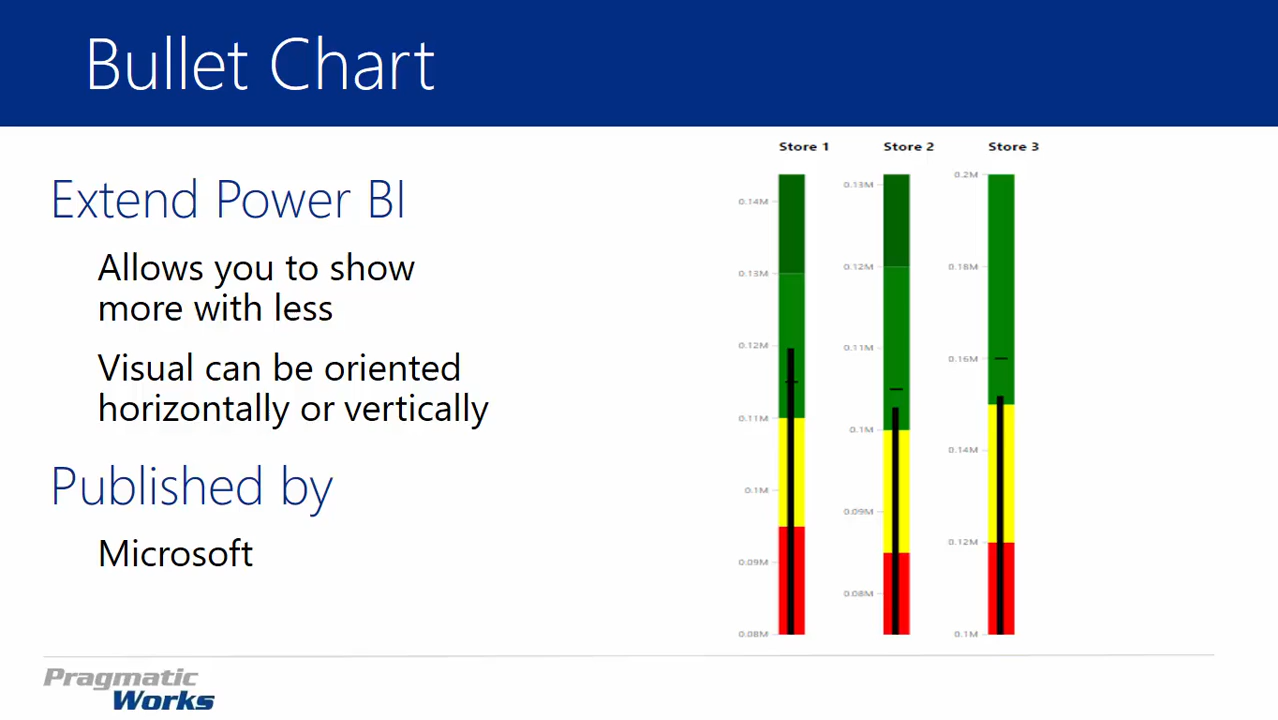 Bullet Chart
Extend Power BI
Allows you to show
more with less
Visual can be oriented
horizontally or vertically
Published by
Microsoft
Store 1
0.14M
0.13M
0.12M
0.11M
0.1M
0.09M
0.08M
Store 2
0.13M
0.12M
0.11M
0.1M
0.09M
0.08M
Store 3
0.2M
0.18M
0.16M
0.14M
0.12M
0.1M
Pragmatic
Works